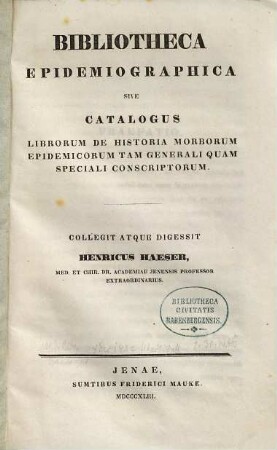 BIBLIOTHECA
EPIDEMIOGRAPHICA
SIVE
CATALOGUS
LIBRORUM DE HISTORIA MORBORUM
EPIDEMICORUM TAM GENERALI QUAM
SPECIALI CONSCRIPTORUM.
COLLEGIT ATQUE DIGESSIT
HENRICUS HAESER,
MED. ET CHIR. DR. ACADEMIAE JENENSIS PROFESSOR
EXTRAORDINARIUS.
BIBLIOTHECA
CIVITATIS
JENAE,
SUMTIBUS FRIDERICI MAUKE.
MDCCCXLIII.